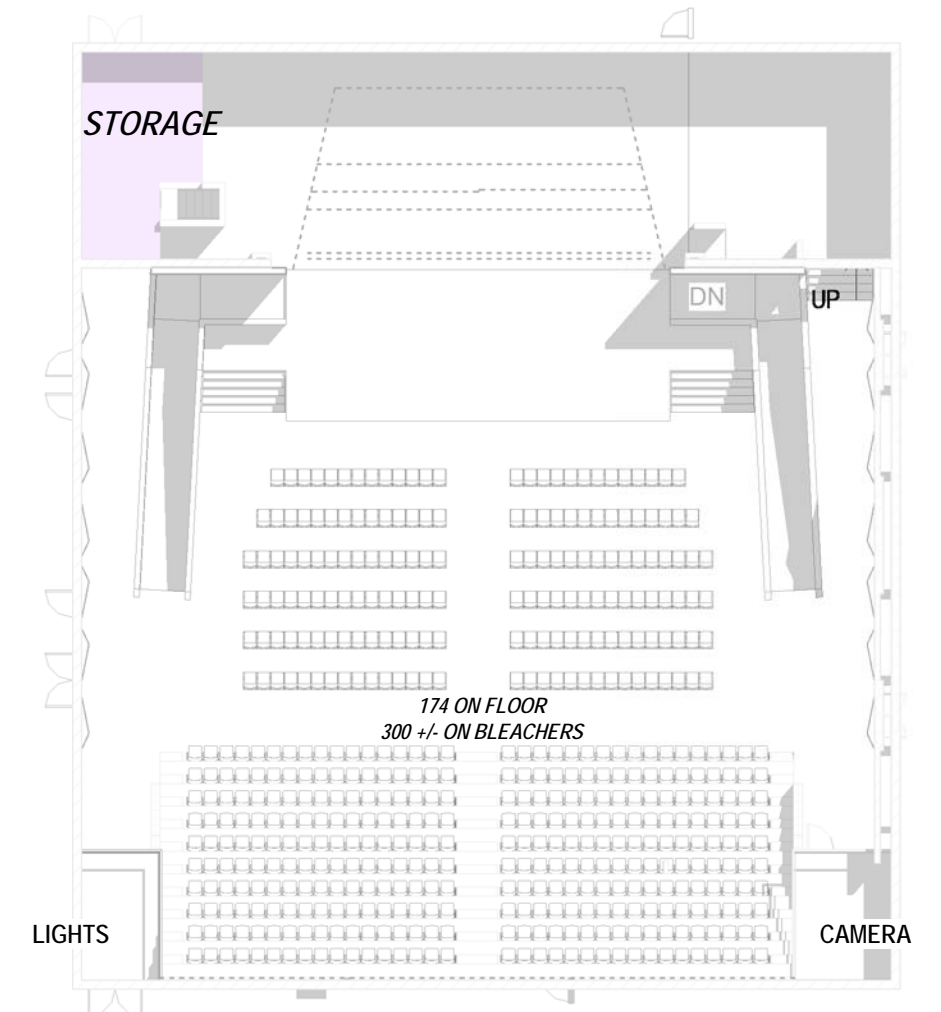 STORAGE
DN
UP
174 ON FLOOR
300 +/- ON BLEACHERS
LIGHTS
CAMERA